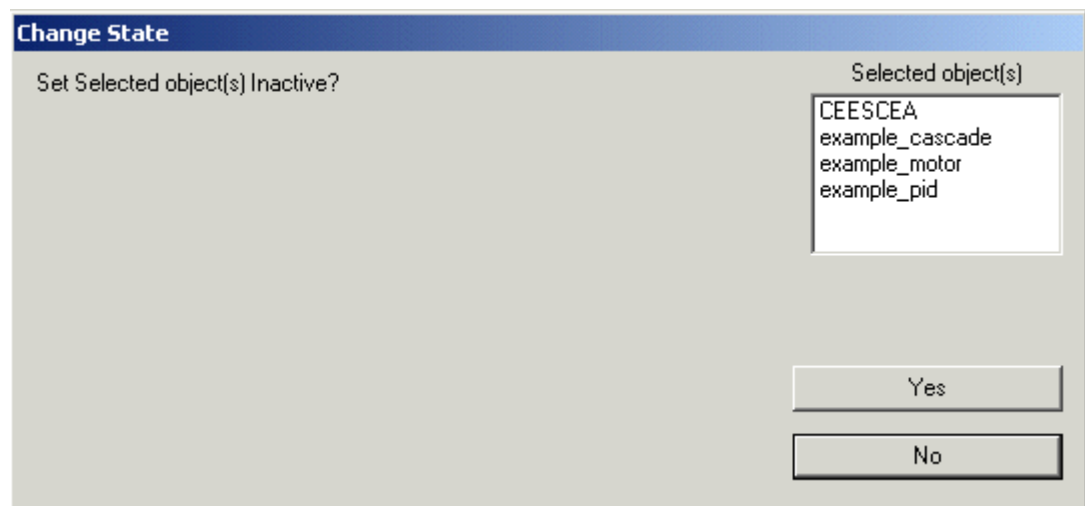 Change State
Set Selected object(s) Inactive?
Selected object(s)
CEESCEA
example_cascade
example_motor
example_pid
Yes
No